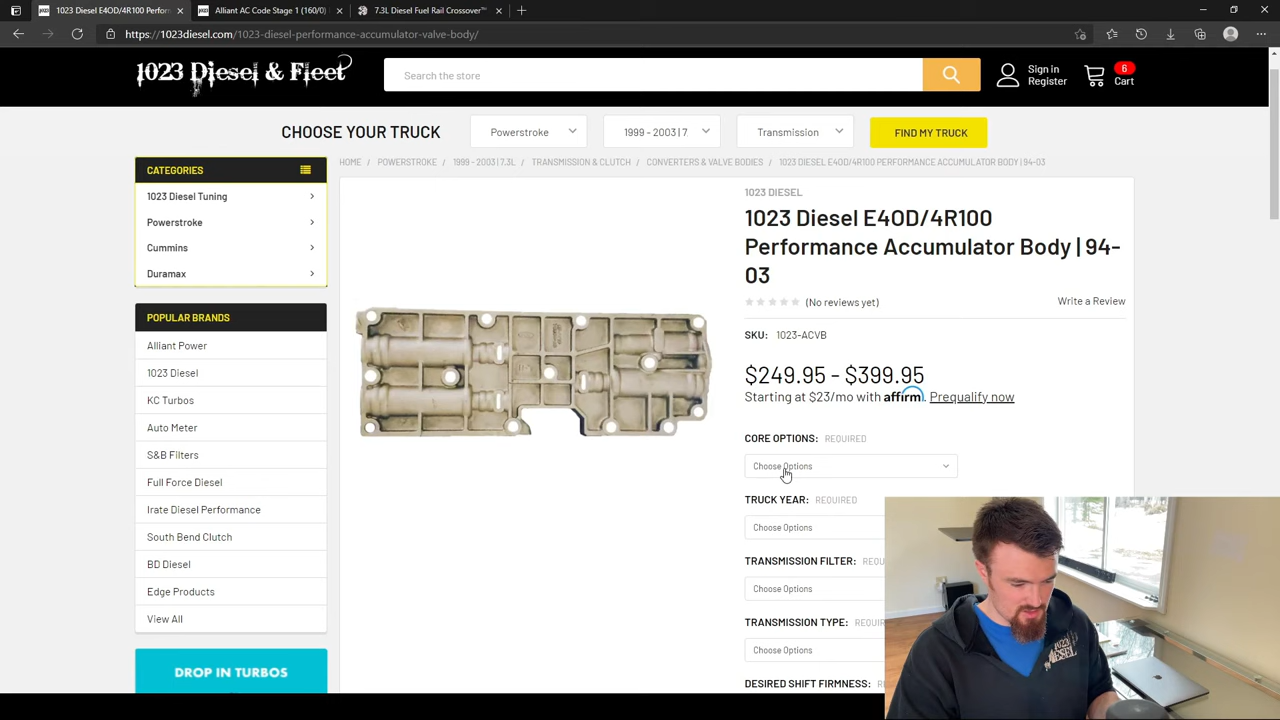 1023 Diesel E4OD/4R100 Perform
Alliant AC Code Stage 1 (160/0)
7.3L Diesel Fuel Rail Crossover™
https://1023diesel.com/1023-diesel-performance-accumulator-valve-body/
1023 Diesel & Fleet
Search the store
Sign in
Register
6
Cart
CHOOSE YOUR TRUCK
Powerstroke
1999 - 2003 | 7
Transmission
FIND MY TRUCK
HOME / POWERSTROKE / 1999 - 2003 | 7.3L / TRANSMISSION & CLUTCH / CONVERTERS & VALVE BODIES / 1023 DIESEL E4OD/4R100 PERFORMANCE ACCUMULATOR BODY | 94-03
CATEGORIES
1023 Diesel Tuning
Powerstroke
Cummins
Duramax
POPULAR BRANDS
Alliant Power
1023 Diesel
KC Turbos
Auto Meter
S&B Filters
Full Force Diesel
Irate Diesel Performance
South Bend Clutch
BD Diesel
Edge Products
View All
DROP IN TURBOS
1023 DIESEL
1023 Diesel E4OD/4R100
Performance Accumulator Body | 94-
03
(No reviews yet)
Write a Review
SKU: 1023-ACVB
$249.95 - $399.95
Starting at $23/mo with affirm. Prequalify now
CORE OPTIONS: REQUIRED
Choose Options
TRUCK YEAR: REQUIRED
Choose Options
TRANSMISSION FILTER: REQU
Choose Options
TRANSMISSION TYPE: REQUIR
Choose Options
DESIRED SHIFT FIRMNESS: R
1023
DIESEL